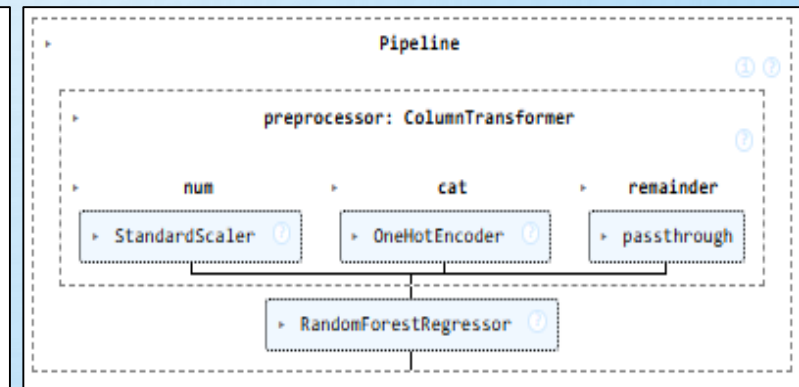 Pipeline
i ?
preprocessor: ColumnTransformer
?
num cat remainder
StandardScaler ? OneHotEncoder ? passthrough
RandomForestRegressor ?